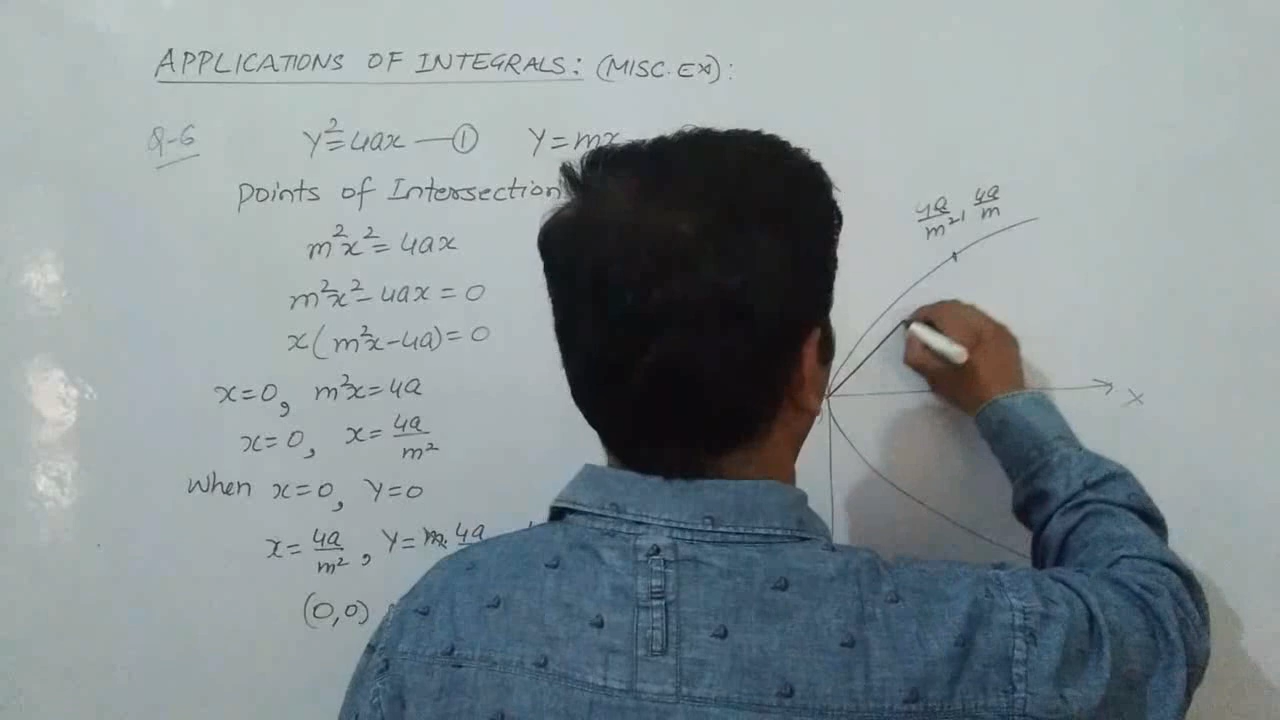 APPLICATIONS OF INTEGRALS: (MISC. EX):
Q-6 Y²=4ax —① Y=mx
Points of Intersection
m²x²=4ax
m²x²-4ax=0
x(m²x-4a)=0
x=0, m²x=4a
x=0, x=4a/m²
When x=0, Y=0
x=4a/m², Y=m. 4a
(0,0)
4a/m², 4a/m
X